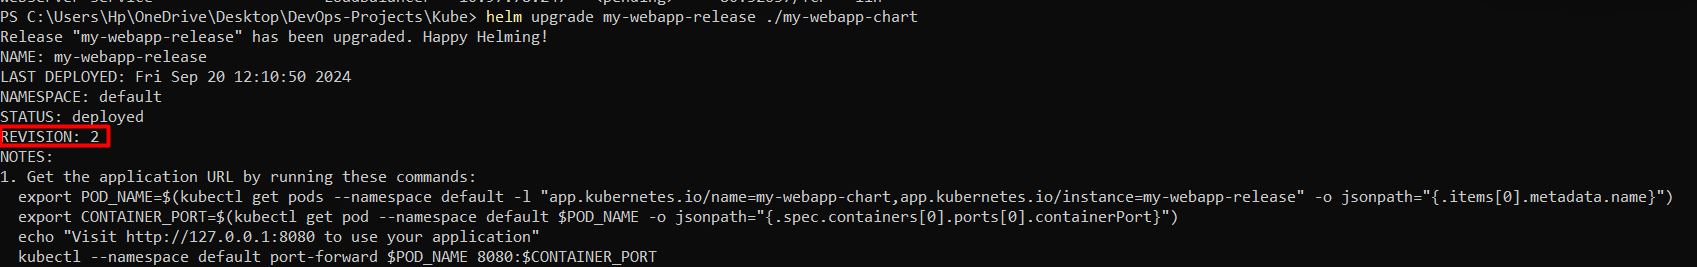 PS C:\Users\Hp\OneDrive\Desktop\DevOps-Projects\Kube> helm upgrade my-webapp-release ./my-webapp-chart
Release "my-webapp-release" has been upgraded. Happy Helming!
NAME: my-webapp-release
LAST DEPLOYED: Fri Sep 20 12:10:50 2024
NAMESPACE: default
STATUS: deployed
REVISION: 2
NOTES:
1. Get the application URL by running these commands:
  export POD_NAME=$(kubectl get pods --namespace default -l "app.kubernetes.io/name=my-webapp-chart,app.kubernetes.io/instance=my-webapp-release" -o jsonpath="{.items[0].metadata.name}")
  export CONTAINER_PORT=$(kubectl get pod --namespace default $POD_NAME -o jsonpath="{.spec.containers[0].ports[0].containerPort}")
  echo "Visit http://127.0.0.1:8080 to use your application"
  kubectl --namespace default port-forward $POD_NAME 8080:$CONTAINER_PORT